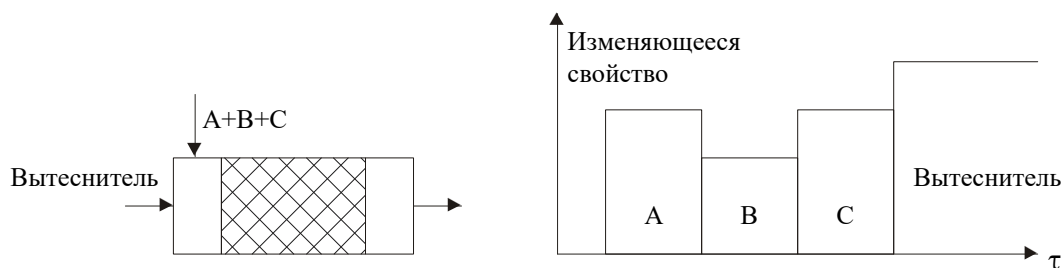 A+B+C
Вытеснитель
Изменяющееся
свойство
A
B
C
Вытеснитель
τ